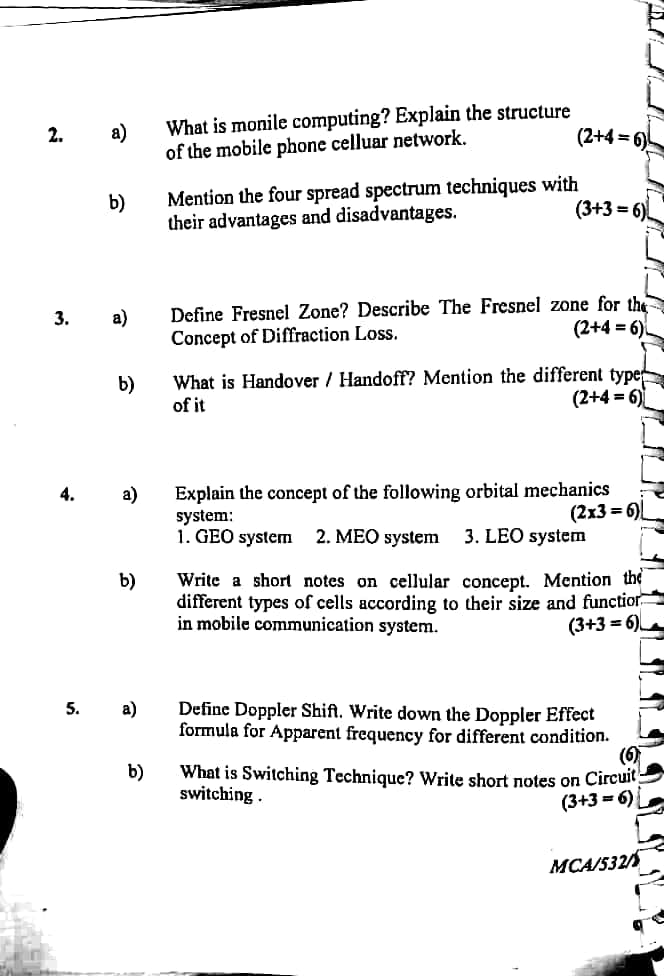 2. a) What is monile computing? Explain the structure
of the mobile phone celluar network. (2+4 = 6)
b) Mention the four spread spectrum techniques with
their advantages and disadvantages. (3+3 = 6)
3. a) Define Fresnel Zone? Describe The Fresnel zone for the
Concept of Diffraction Loss. (2+4 = 6)
b) What is Handover / Handoff? Mention the different type
of it (2+4 = 6)
4. a) Explain the concept of the following orbital mechanics
system: (2x3 = 6)
1. GEO system 2. MEO system 3. LEO system
b) Write a short notes on cellular concept. Mention the
different types of cells according to their size and function
in mobile communication system. (3+3 = 6)
5. a) Define Doppler Shift. Write down the Doppler Effect
formula for Apparent frequency for different condition.
(6)
b) What is Switching Technique? Write short notes on Circuit
switching . (3+3 = 6)
MCA/532/